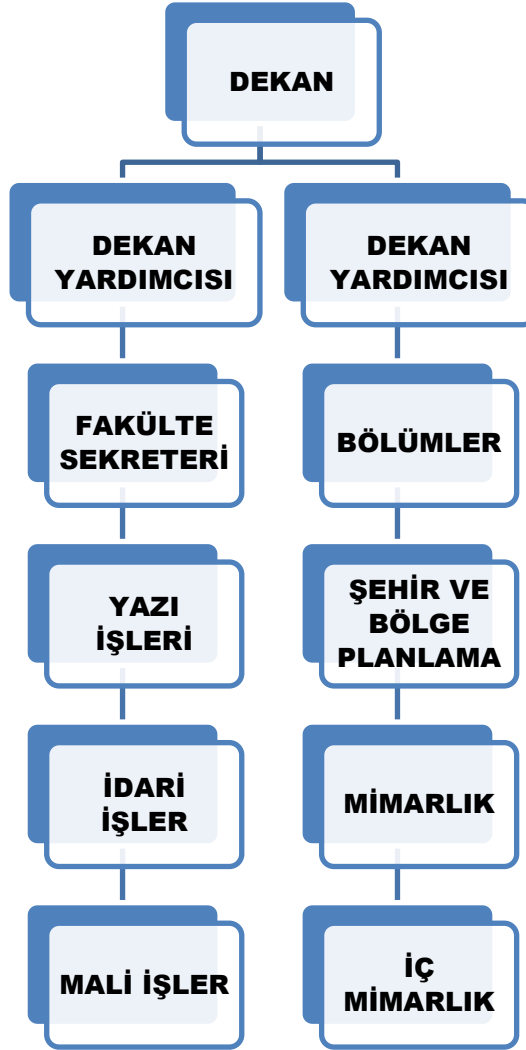 DEKAN
DEKAN
YARDIMCISI
DEKAN
YARDIMCISI
FAKÜLTE
SEKRETERİ
BÖLÜMLER
YAZI
İŞLERİ
ŞEHİR VE
BÖLGE
PLANLAMA
İDARİ
İŞLER
MİMARLIK
MALİ İŞLER
İÇ
MİMARLIK